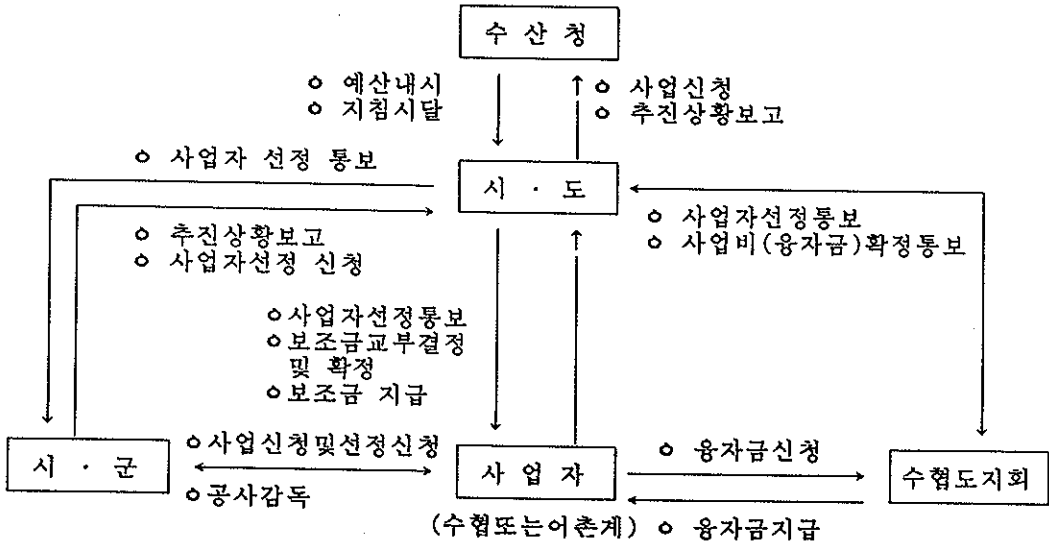 수 산 청
o 예산내시
o 지침시달
o 사업신청
o 추진상황보고
o 사업자 선정 통보
시 · 도
o 추진상황보고
o 사업자선정 신청
o 사업자선정통보
o 사업비(융자금)확정통보
o 사업자선정통보
o 보조금교부결정
및 확정
o 보조금 지급
시 · 군
o 사업신청및선정신청
o 공사감독
사 업 자
(수협또는어촌계)
o 융자금신청
o 융자금지급
수협도지회